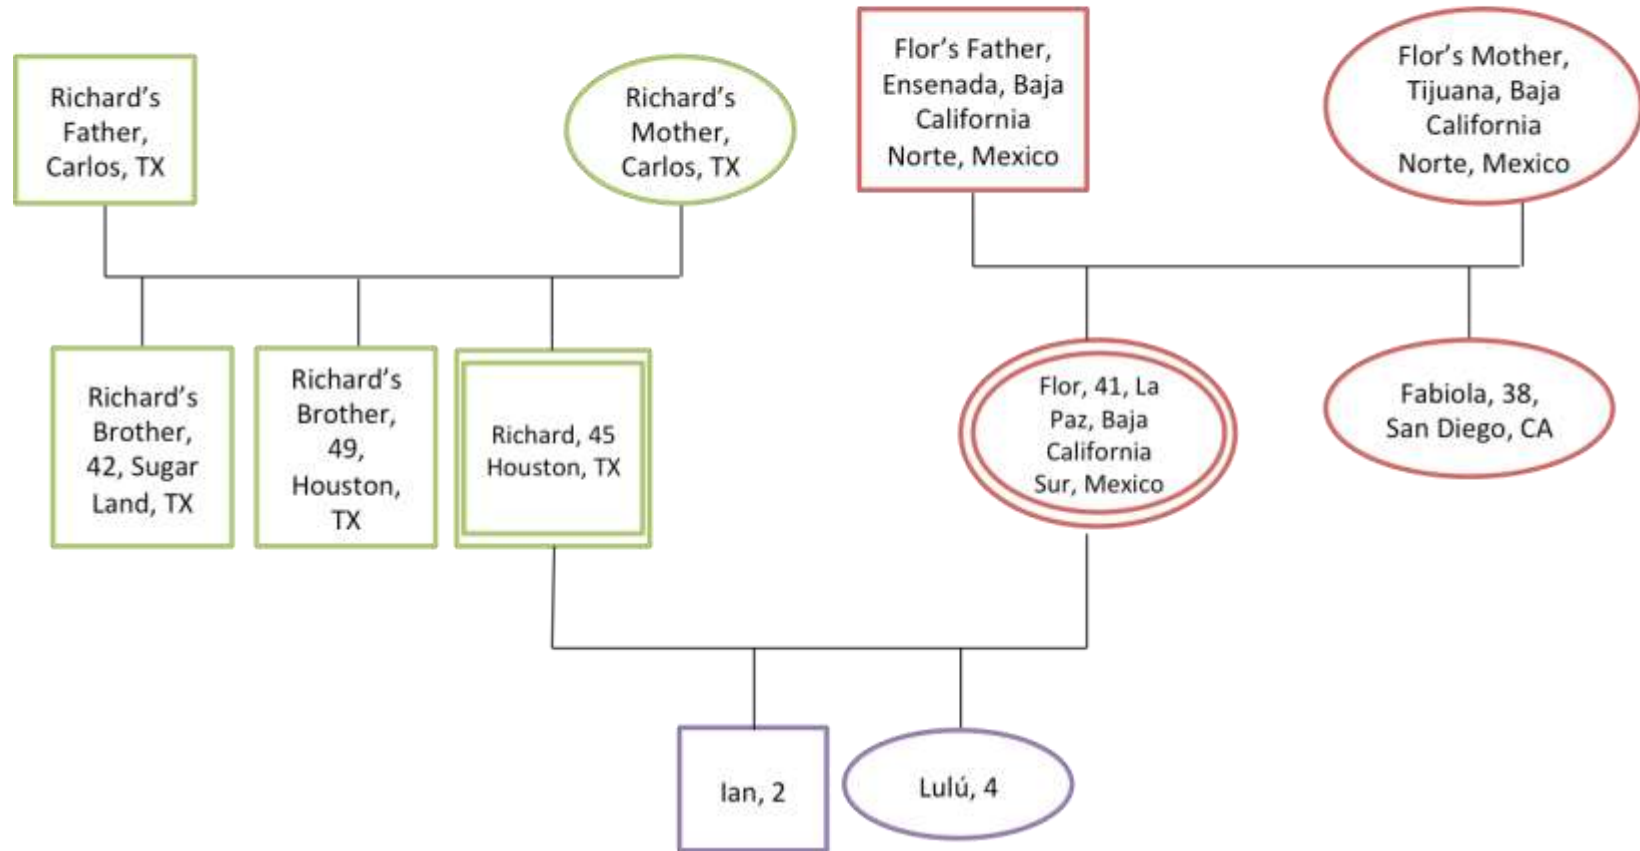 Richard’s
Father,
Carlos, TX
Richard’s
Mother,
Carlos, TX
Flor’s Father,
Ensenada, Baja
California
Norte, Mexico
Flor’s Mother,
Tijuana, Baja
California
Norte, Mexico
Richard’s
Brother,
42, Sugar
Land, TX
Richard’s
Brother,
49,
Houston,
TX
Richard, 45
Houston, TX
Flor, 41, La
Paz, Baja
California
Sur, Mexico
Fabiola, 38,
San Diego, CA
Ian, 2
Lulú, 4